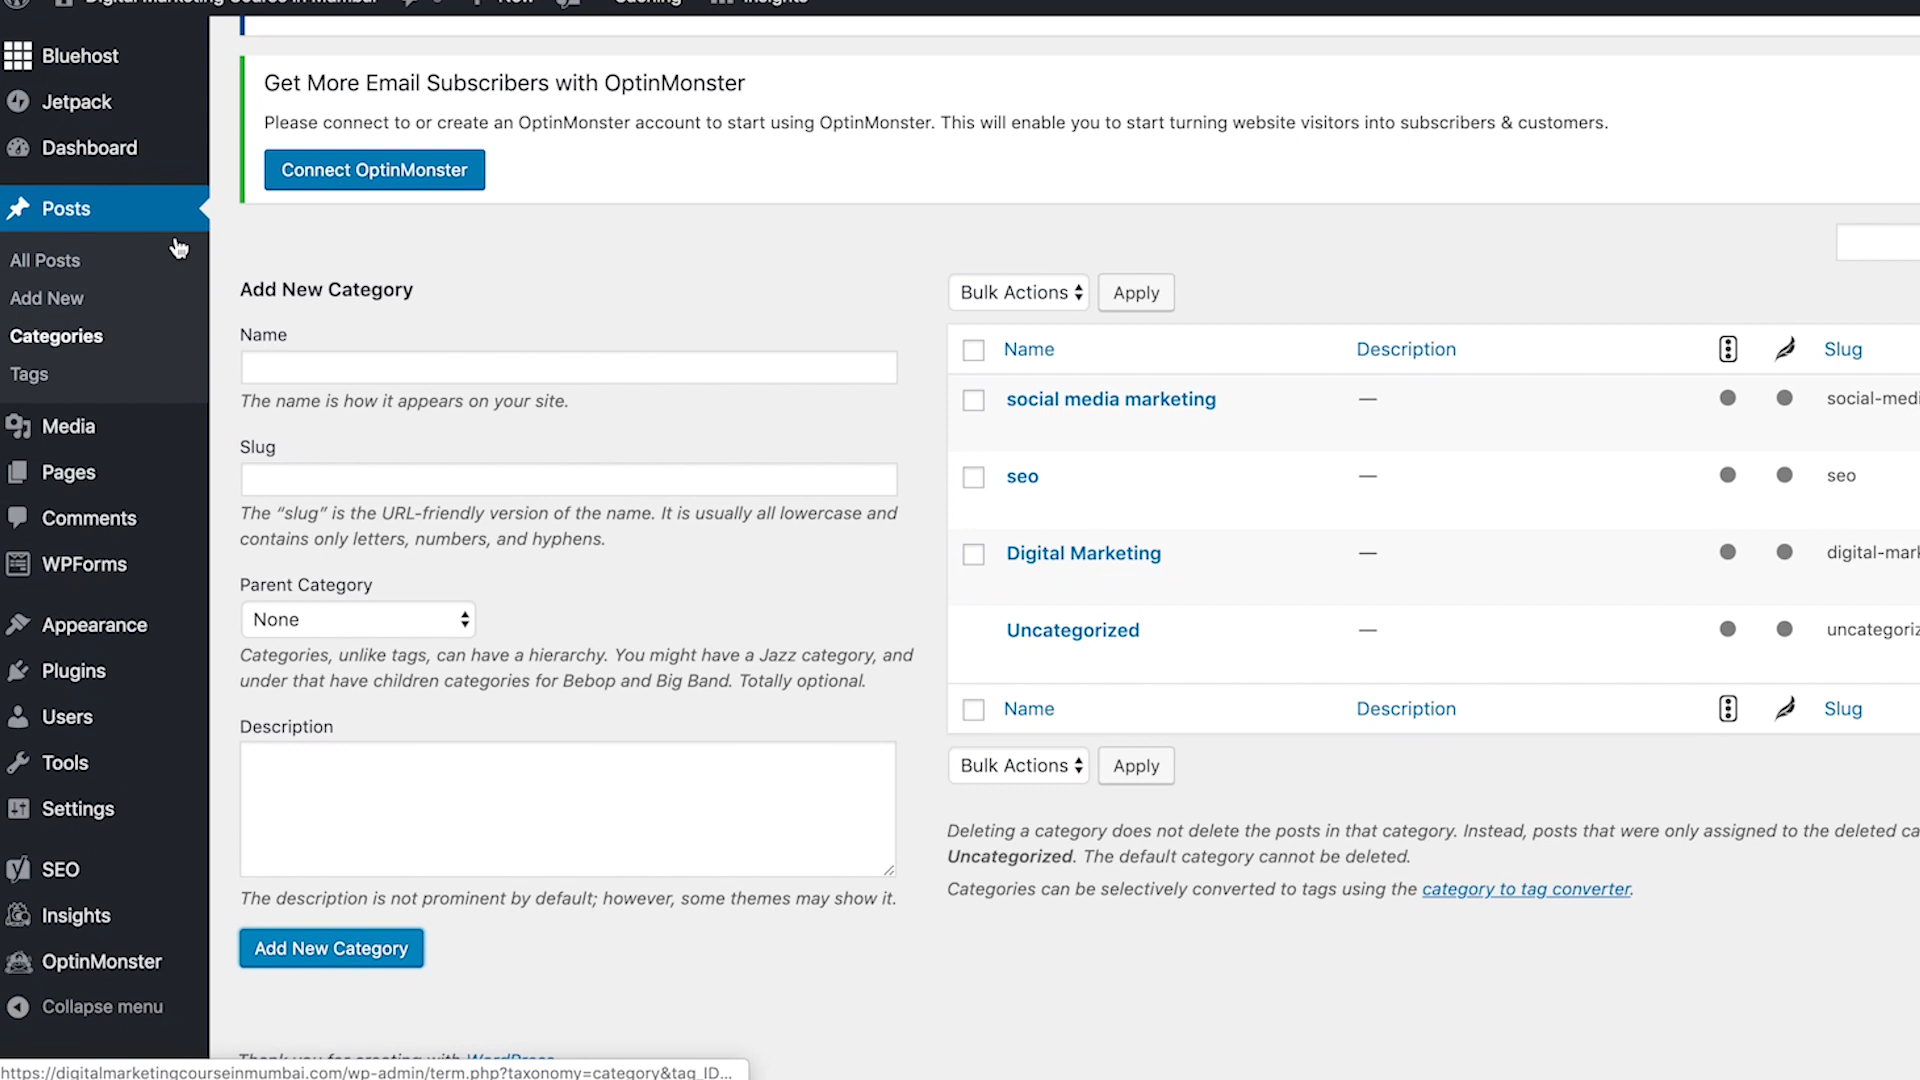 Digital Marketing Course in Mumbai
New
Caching
Insights
Bluehost
Jetpack
Dashboard
Posts
All Posts
Add New
Categories
Tags
Media
Pages
Comments
WPForms
Appearance
Plugins
Users
Tools
Settings
SEO
Insights
OptinMonster
Collapse menu
Get More Email Subscribers with OptinMonster
Please connect to or create an OptinMonster account to start using OptinMonster. This will enable you to start turning website visitors into subscribers & customers.
Connect OptinMonster
Add New Category
Name
The name is how it appears on your site.
Slug
The “slug” is the URL-friendly version of the name. It is usually all lowercase and
contains only letters, numbers, and hyphens.
Parent Category
None
Categories, unlike tags, can have a hierarchy. You might have a Jazz category, and
under that have children categories for Bebop and Big Band. Totally optional.
Description
The description is not prominent by default; however, some themes may show it.
Add New Category
Bulk Actions Apply
Name Description Slug
social media marketing — social-medi
seo — seo
Digital Marketing — digital-mark
Uncategorized — uncategoriz
Name Description Slug
Bulk Actions Apply
Deleting a category does not delete the posts in that category. Instead, posts that were only assigned to the deleted ca
Uncategorized. The default category cannot be deleted.
Categories can be selectively converted to tags using the category to tag converter.
Thank you for creating with WordPress.
https://digitalmarketingcourseinmumbai.com/wp-admin/term.php?taxonomy=category&tag_ID...